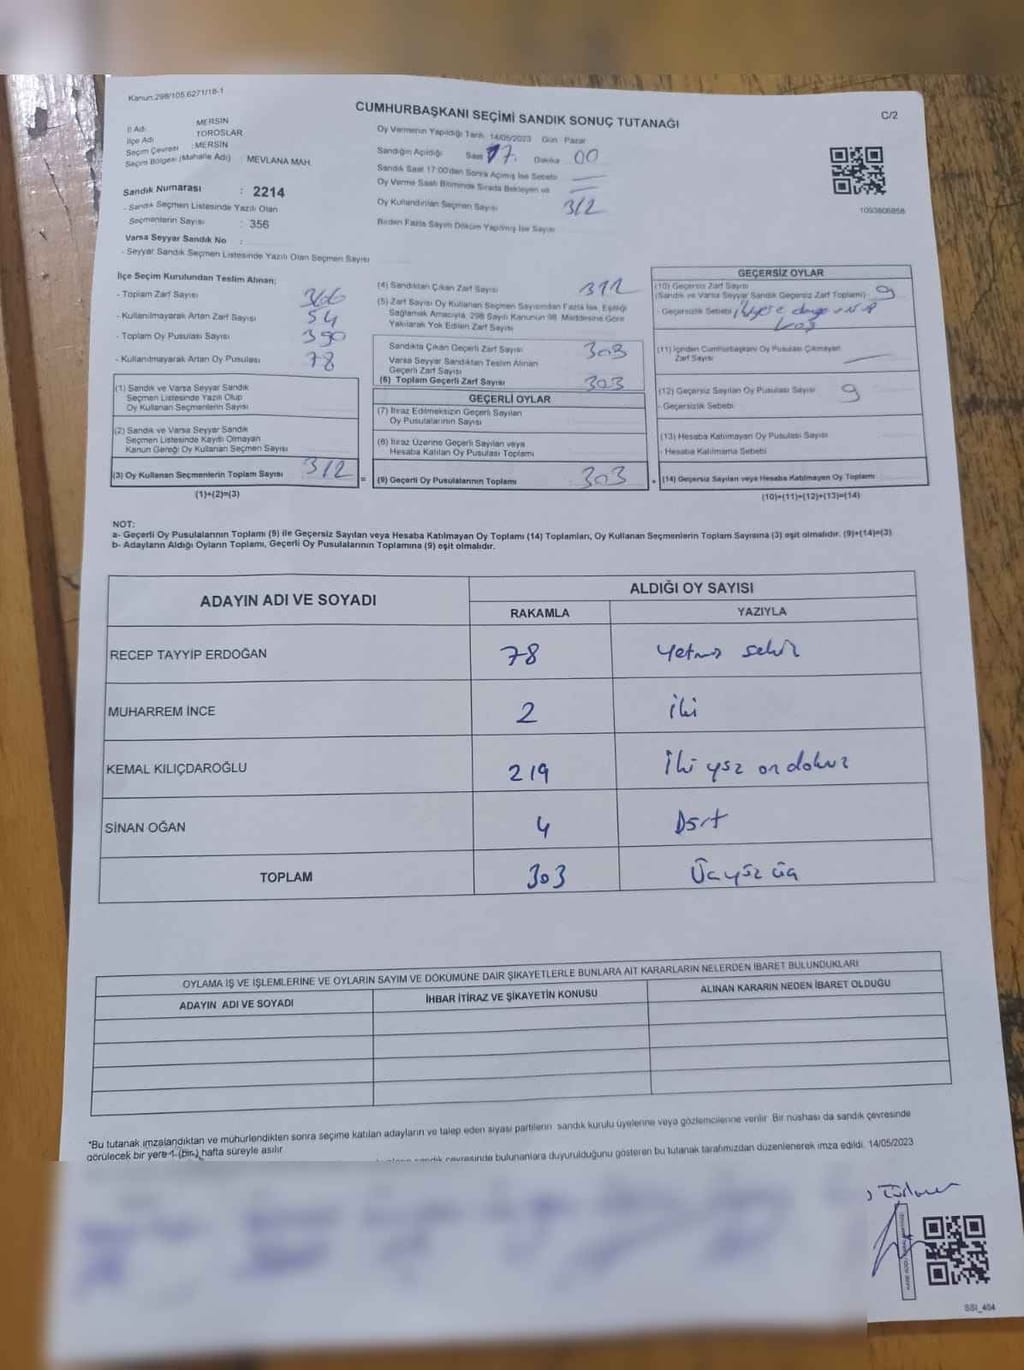 Kanun:298/105.6271/18-1
CUMHURBAŞKANI SEÇİMİ SANDIK SONUÇ TUTANAĞI
C/2
İl Adı : MERSİN
İlçe Adı : TOROSLAR
Seçim Çevresi : MERSİN
Seçim Bölgesi (Mahalle Adı) : MEVLANA MAH.
Sandık Numarası : 2214
- Sandık Seçmen Listesinde Yazılı Olan
Seçmenlerin Sayısı : 356
Varsa Seyyar Sandık No :
- Seyyar Sandık Seçmen Listesinde Yazılı Olan Seçmen Sayısı
Oy Vermenin Yapıldığı Tarih 14/05/2023 Gün Pazar
Sandığın Açıldığı Saat 17. Dakika 00
Sandık Saat 17:00'den Sonra Açılmış İse Sebebi
Oy Verme Saati Bitiminde Sırada Bekleyen ve
Oy Kullandırılan Seçmen Sayısı 312
Birden Fazla Sayım Döküm Yapılmış İse Sayısı
1093806858
İlçe Seçim Kurulundan Teslim Alınan;
- Toplam Zarf Sayısı 366
- Kullanılmayarak Artan Zarf Sayısı 54
- Toplam Oy Pusulası Sayısı 390
- Kullanılmayarak Artan Oy Pusulası 78
(1) Sandık ve Varsa Seyyar Sandık
Seçmen Listesinde Yazılı Olup
Oy Kullanan Seçmenlerin Sayısı
(2) Sandık ve Varsa Seyyar Sandık
Seçmen Listesinde Kayıtlı Olmayan
Kanun Gereği Oy Kullanan Seçmen Sayısı
(3) Oy Kullanan Seçmenlerin Toplam Sayısı 312
(1)+(2)=(3)
(4) Sandıktan Çıkan Zarf Sayısı 312
(5) Zarf Sayısı Oy Kullanan Seçmen Sayısından Fazla İse, Eşitliği
Sağlamak Amacıyla, 298 Sayılı Kanunun 98. Maddesine Göre
Yakılarak Yok Edilen Zarf Sayısı
Sandıkta Çıkan Geçerli Zarf Sayısı 303
Varsa Seyyar Sandıktan Teslim Alınan
Geçerli Zarf Sayısı
(6) Toplam Geçerli Zarf Sayısı 303
GEÇERLİ OYLAR
(7) İtiraz Edilmeksizin Geçerli Sayılan
Oy Pusulalarının Sayısı
(8) İtiraz Üzerine Geçerli Sayılan veya
Hesaba Katılan Oy Pusulası Toplamı
= (9) Geçerli Oy Pusulalarının Toplamı 303
GEÇERSİZ OYLAR
(10) Geçersiz Zarf Sayısı
(Sandık ve Varsa Seyyar Sandık Geçersiz Zarf Toplamı) 9
- Geçersizlik Sebebi
(11) İçinden Cumhurbaşkanı Oy Pusulası Çıkmayan
Zarf Sayısı
(12) Geçersiz Sayılan Oy Pusulası Sayısı 9
- Geçersizlik Sebebi
(13) Hesaba Katılmayan Oy Pusulası Sayısı
- Hesaba Katılmama Sebebi
+ (14) Geçersiz Sayılan veya Hesaba Katılmayan Oy Toplamı
(10)+(11)+(12)+(13)=(14)
NOT:
a- Geçerli Oy Pusulalarının Toplamı (9) ile Geçersiz Sayılan veya Hesaba Katılmayan Oy Toplamı (14) Toplamları, Oy Kullanan Seçmenlerin Toplam Sayısına (3) eşit olmalıdır. (9)+(14)=(3)
b- Adayların Aldığı Oyların Toplamı, Geçerli Oy Pusulalarının Toplamına (9) eşit olmalıdır.
ADAYIN ADI VE SOYADI
ALDIĞI OY SAYISI
RAKAMLA YAZIYLA
RECEP TAYYİP ERDOĞAN 78 Yetmiş sekiz
MUHARREM İNCE 2 İki
KEMAL KILIÇDAROĞLU 219 İki yüz on dokuz
SİNAN OĞAN 4 Dört
TOPLAM 303 Üçyüz üç
OYLAMA İŞ VE İŞLEMLERİNE VE OYLARIN SAYIM VE DÖKÜMÜNE DAİR ŞİKAYETLERLE BUNLARA AİT KARARLARIN NELERDEN İBARET BULUNDUKLARI
ADAYIN ADI VE SOYADI İHBAR İTİRAZ VE ŞİKAYETİN KONUSU ALINAN KARARIN NEDEN İBARET OLDUĞU
*Bu tutanak imzalandıktan ve mühürlendikten sonra seçime katılan adayların ve talep eden siyasi partilerin sandık kurulu üyelerine veya gözlemcilerine verilir. Bir nüshası da sandık çevresinde
görülecek bir yere 1 (bir) hafta süreyle asılır.
sandık çevresinde bulunanlara duyurulduğunu gösteren bu tutanak tarafımızdan düzenlenerek imza edildi. 14/05/2023
SSI_404